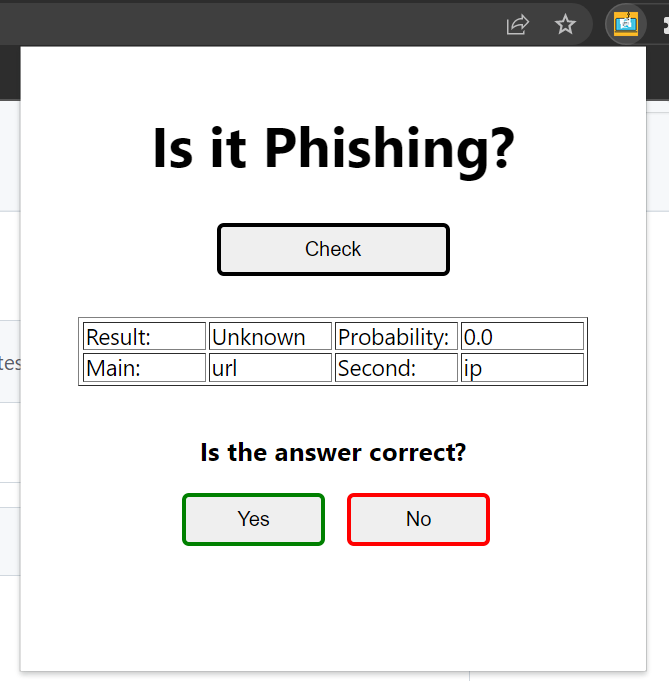 Is it Phishing?
Check
Result: Unknown Probability: 0.0
Main: url Second: ip
tes
Is the answer correct?
Yes No